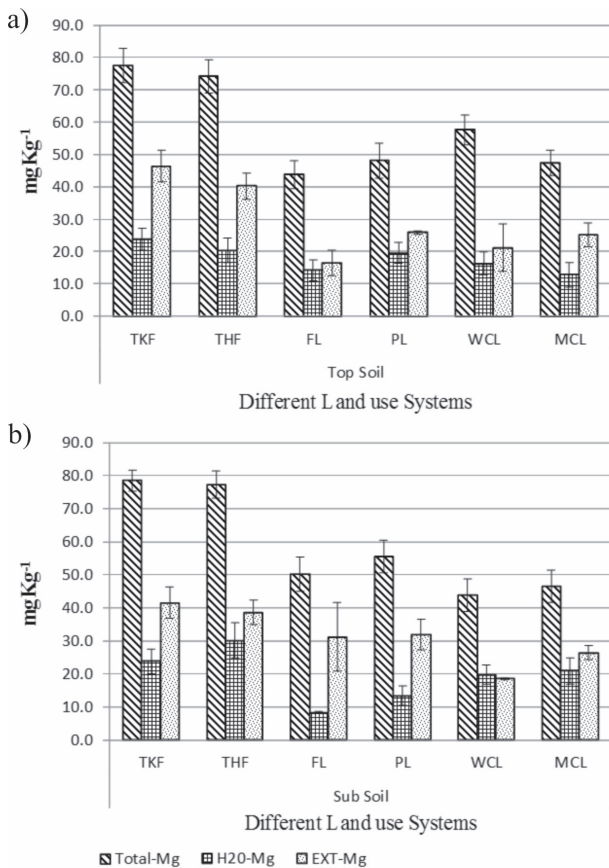 a)
90.0
80.0
70.0
60.0
50.0
40.0
30.0
20.0
10.0
0.0
mgKg-1
TKF THF FL PL WCL MCL
Top Soil
Different L and use Systems
b)
90.0
80.0
70.0
60.0
50.0
40.0
30.0
20.0
10.0
0.0
mgKg-1
TKF THF FL PL WCL MCL
Sub Soil
Different L and use Systems
Total-Mg H20-Mg EXT-Mg